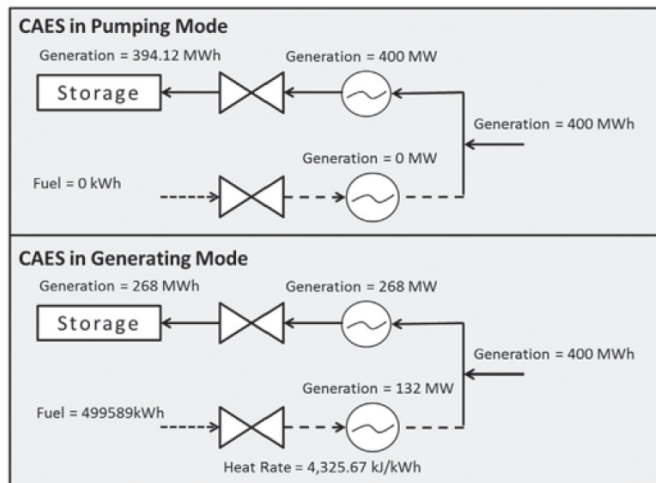 CAES in Pumping Mode
Generation = 394.12 MWh
Generation = 400 MW
Storage
Generation = 400 MWh
Generation = 0 MW
Fuel = 0 kWh
CAES in Generating Mode
Generation = 268 MWh
Generation = 268 MW
Storage
Generation = 400 MWh
Generation = 132 MW
Fuel = 499589kWh
Heat Rate = 4,325.67 kJ/kWh